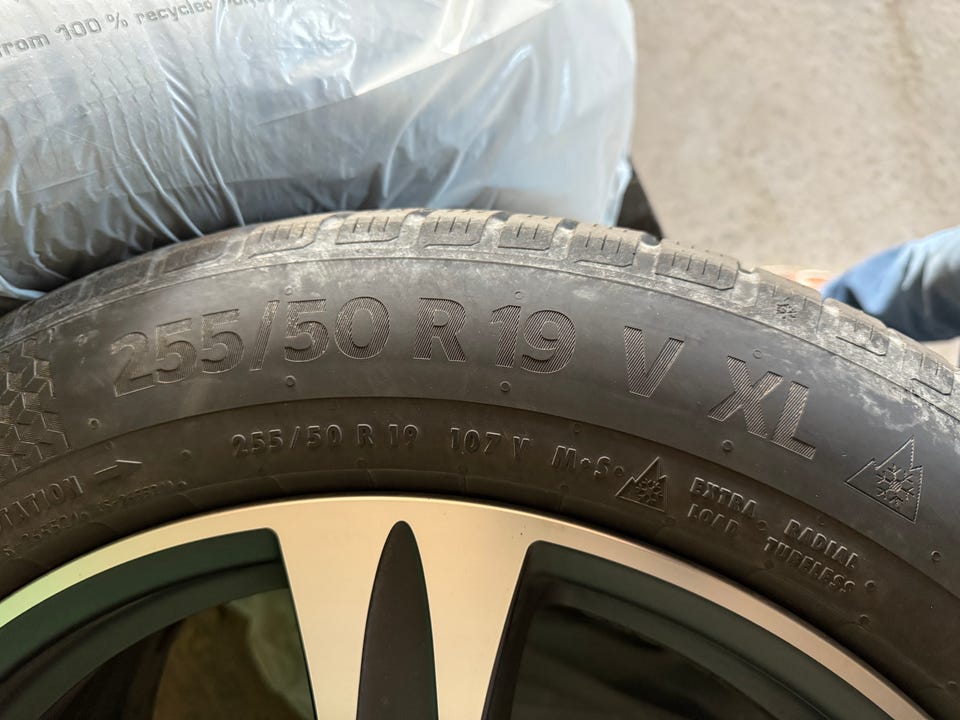 from 100 % recycled
255/50 R 19 V XL
255/50 R 19 107 V M•S•
EXTRA
LOAD
RADIAL
TUBELESS